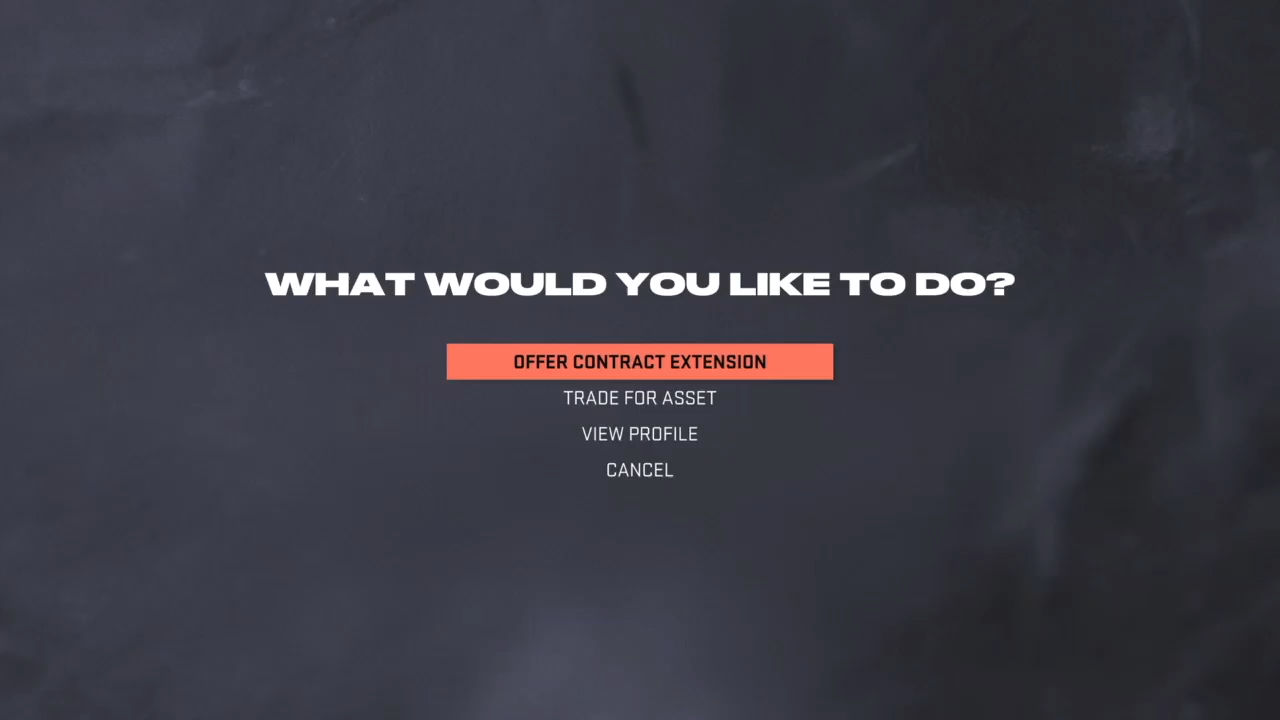 WHAT WOULD YOU LIKE TO DO?
OFFER CONTRACT EXTENSION
TRADE FOR ASSET
VIEW PROFILE
CANCEL